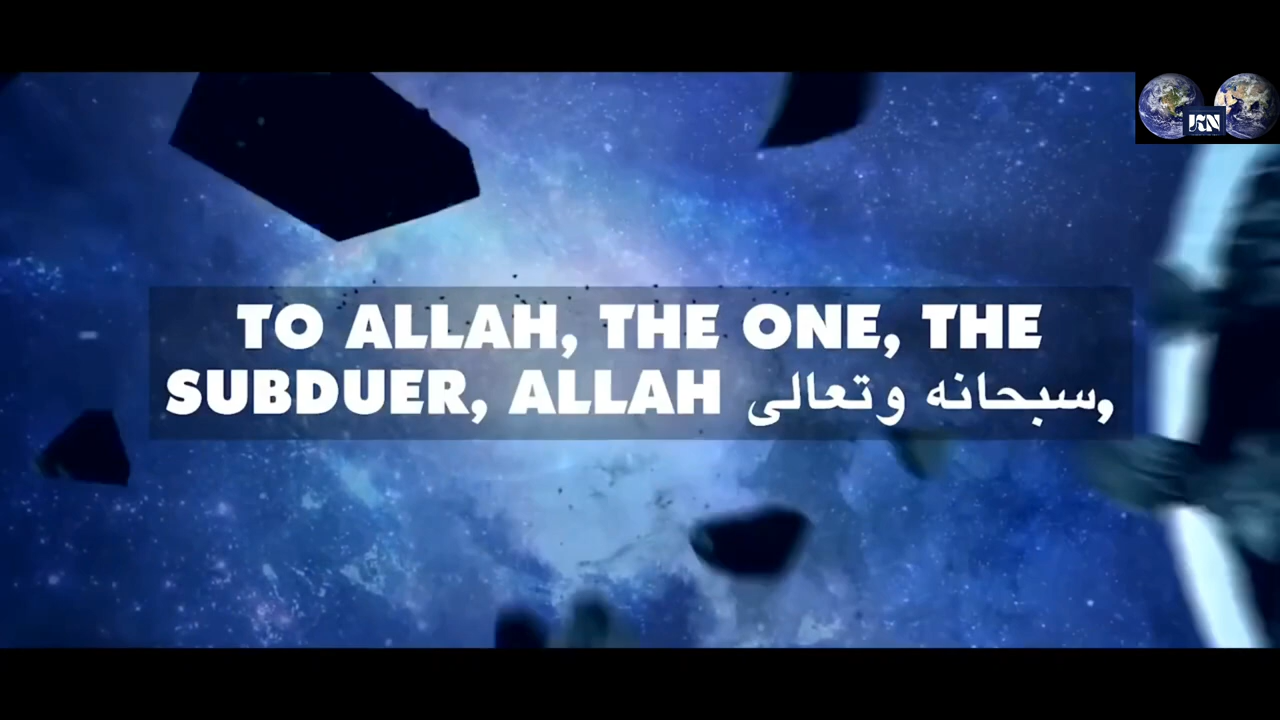 TO ALLAH, THE ONE, THE
SUBDUER, ALLAH سبحانه وتعالى,